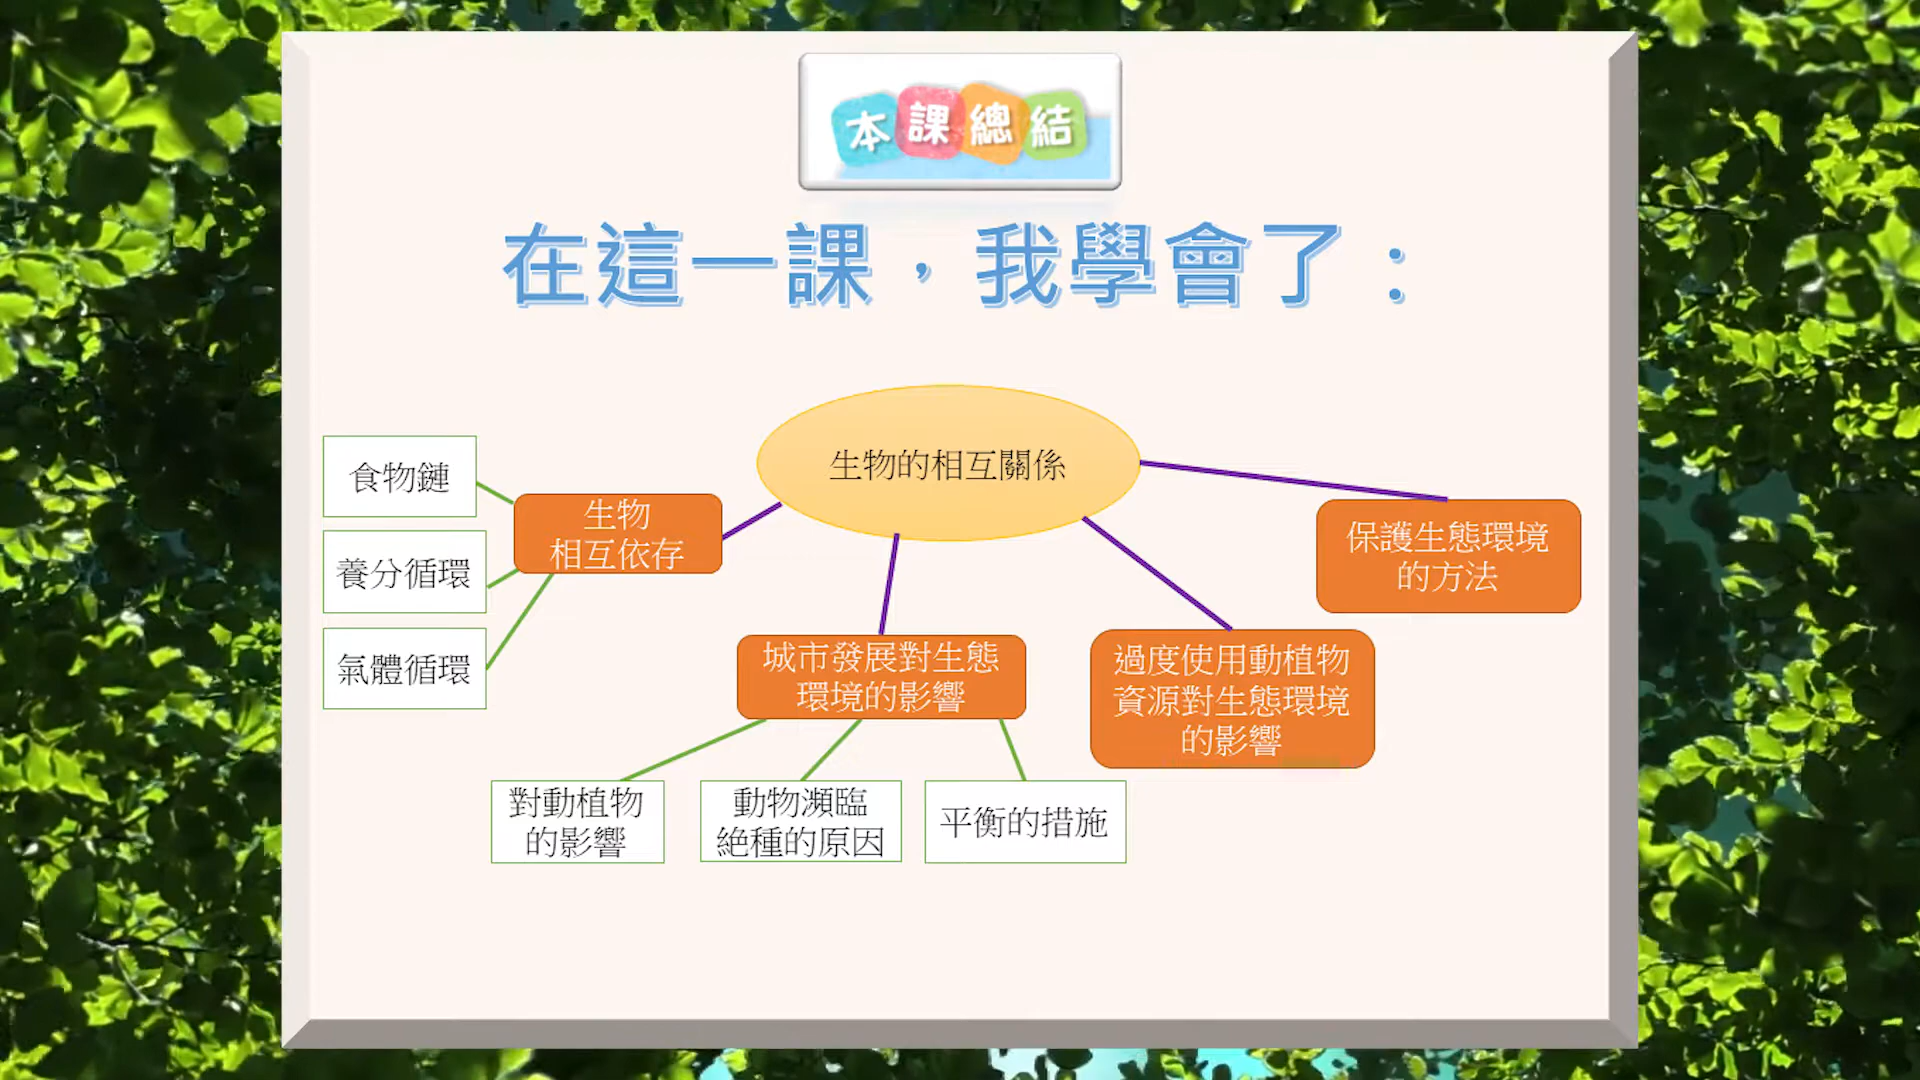 本課總結
在這一課，我學會了：
生物的相互關係
生物
相互依存
食物鏈
養分循環
氣體循環
城市發展對生態
環境的影響
對動植物
的影響
動物瀕臨
絕種的原因
平衡的措施
過度使用動植物
資源對生態環境
的影響
保護生態環境
的方法